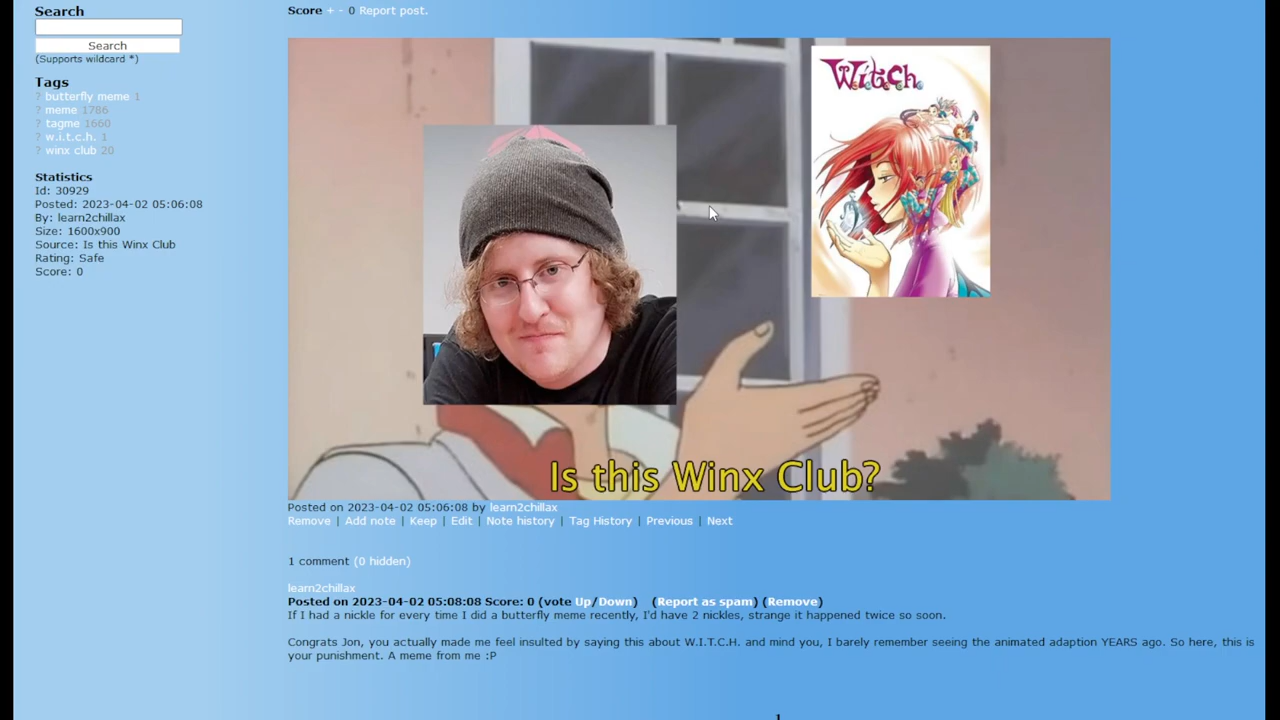 Search
Search
(Supports wildcard *)
Tags
? butterfly meme 1
? meme 1786
? tagme 1660
? w.i.t.c.h. 1
? winx club 20
Statistics
Id: 30929
Posted: 2023-04-02 05:06:08
By: learn2chillax
Size: 1600x900
Source: Is this Winx Club
Rating: Safe
Score: 0
Score + - 0 Report post.
W.i.t.c.h.
Is this Winx Club?
Posted on 2023-04-02 05:06:08 by learn2chillax
Remove | Add note | Keep | Edit | Note history | Tag History | Previous | Next
1 comment (0 hidden)
learn2chillax
Posted on 2023-04-02 05:08:08 Score: 0 (vote Up/Down) (Report as spam) (Remove)
If I had a nickle for every time I did a butterfly meme recently, I'd have 2 nickles, strange it happened twice so soon.
Congrats Jon, you actually made me feel insulted by saying this about W.I.T.C.H. and mind you, I barely remember seeing the animated adaption YEARS ago. So here, this is
your punishment. A meme from me :P
1